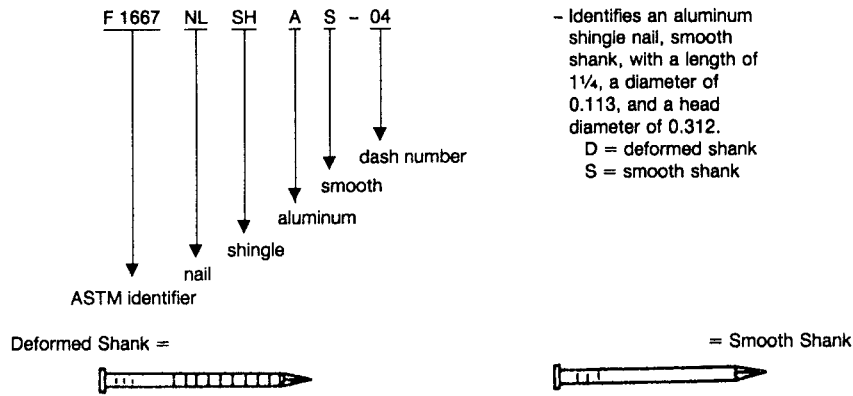 F 1667 NL SH A S – 04
– Identifies an aluminum
shingle nail, smooth
shank, with a length of
1¼, a diameter of
0.113, and a head
diameter of 0.312.
D = deformed shank
S = smooth shank
dash number
smooth
aluminum
shingle
nail
ASTM identifier
Deformed Shank =
= Smooth Shank